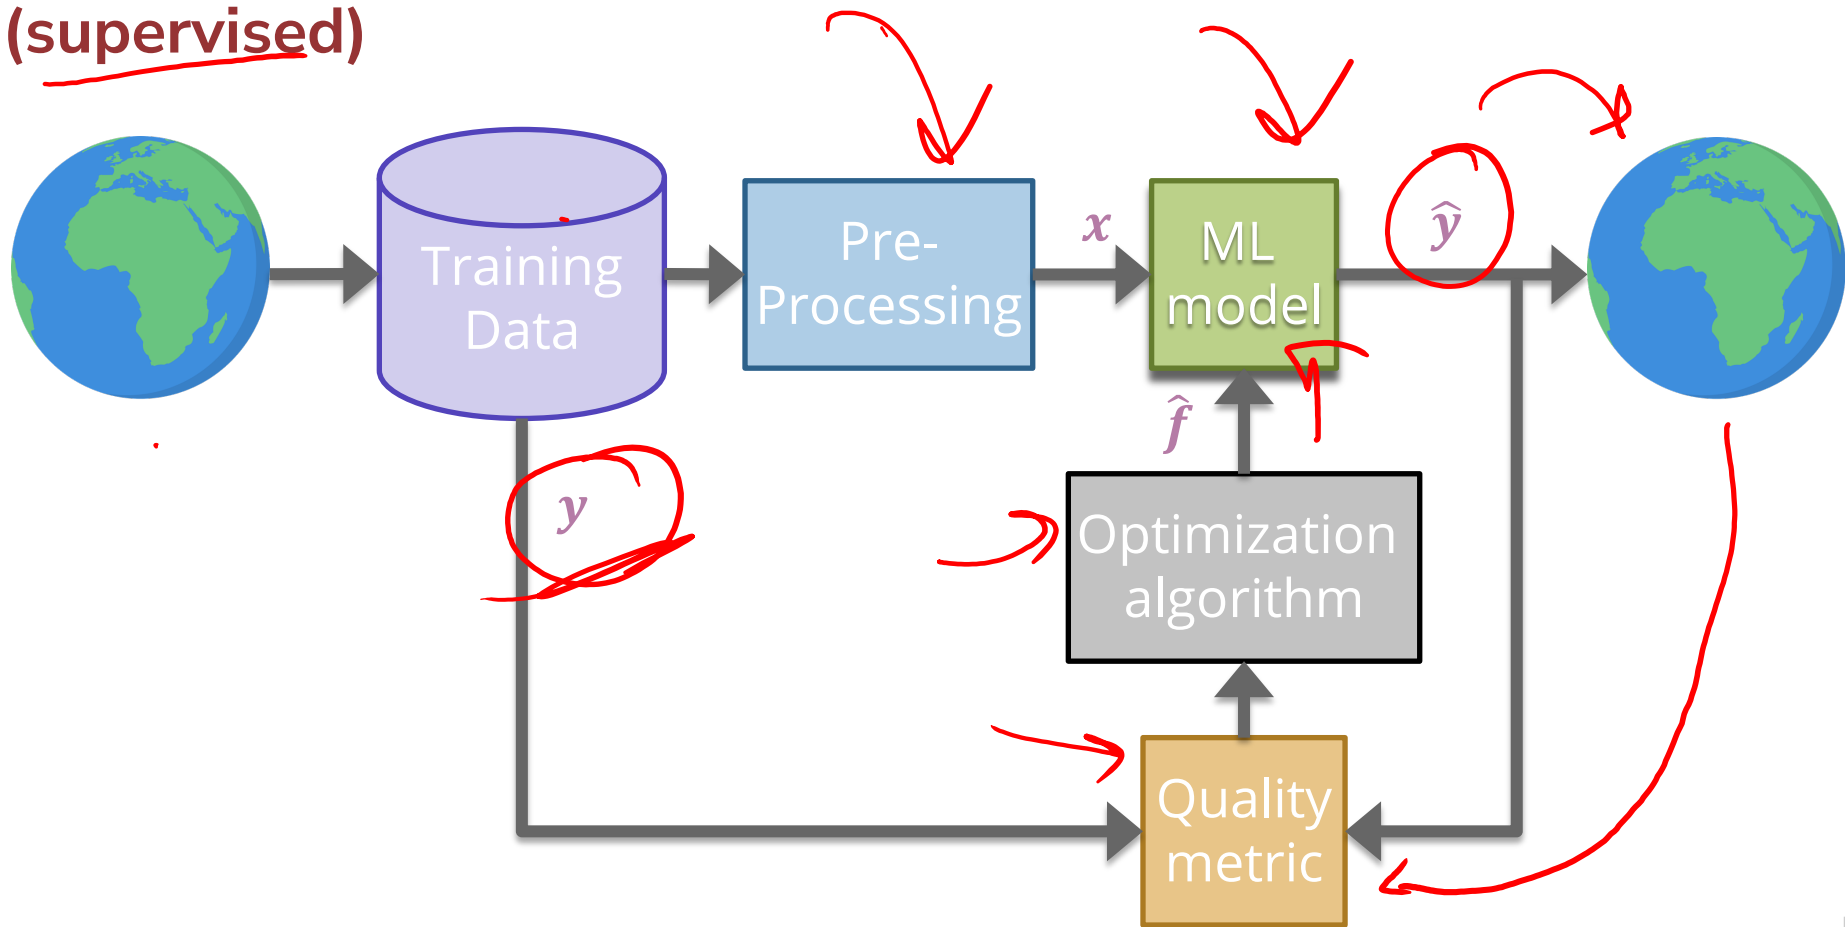 (supervised)
Training
Data
Pre-
Processing
x
ML
model
ŷ
f̂
y
Optimization
algorithm
Quality
metric